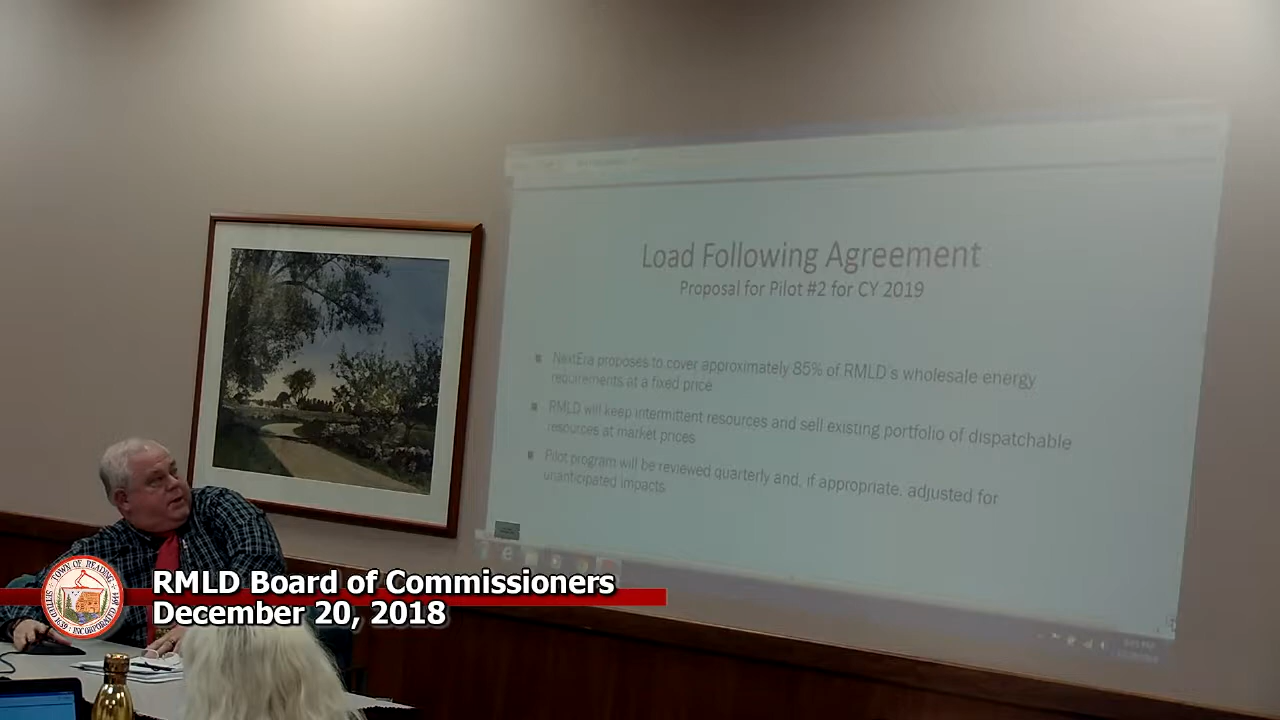 Load Following Agreement
Proposal for Pilot #2 for CY 2019
NextEra proposes to cover approximately 85% of RMLD s wholesale energy
requirements at a fixed price
RMLD will keep intermittent resources and sell existing portfolio of dispatchable
resources at market prices
Pilot program will be reviewed quarterly and, if appropriate, adjusted for
unanticipated impacts
RMLD Board of Commissioners
December 20, 2018
TOWN OF READING